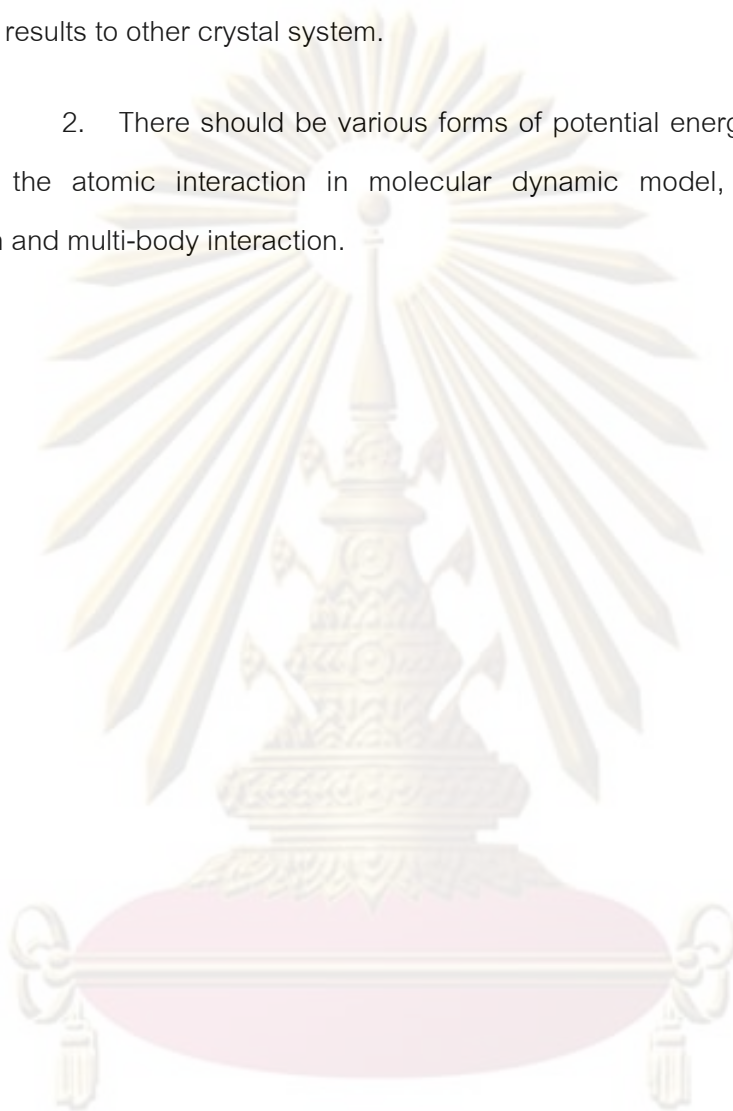 results to other crystal system.
2. There should be various forms of potential energ
the atomic interaction in molecular dynamic model,
and multi-body interaction.